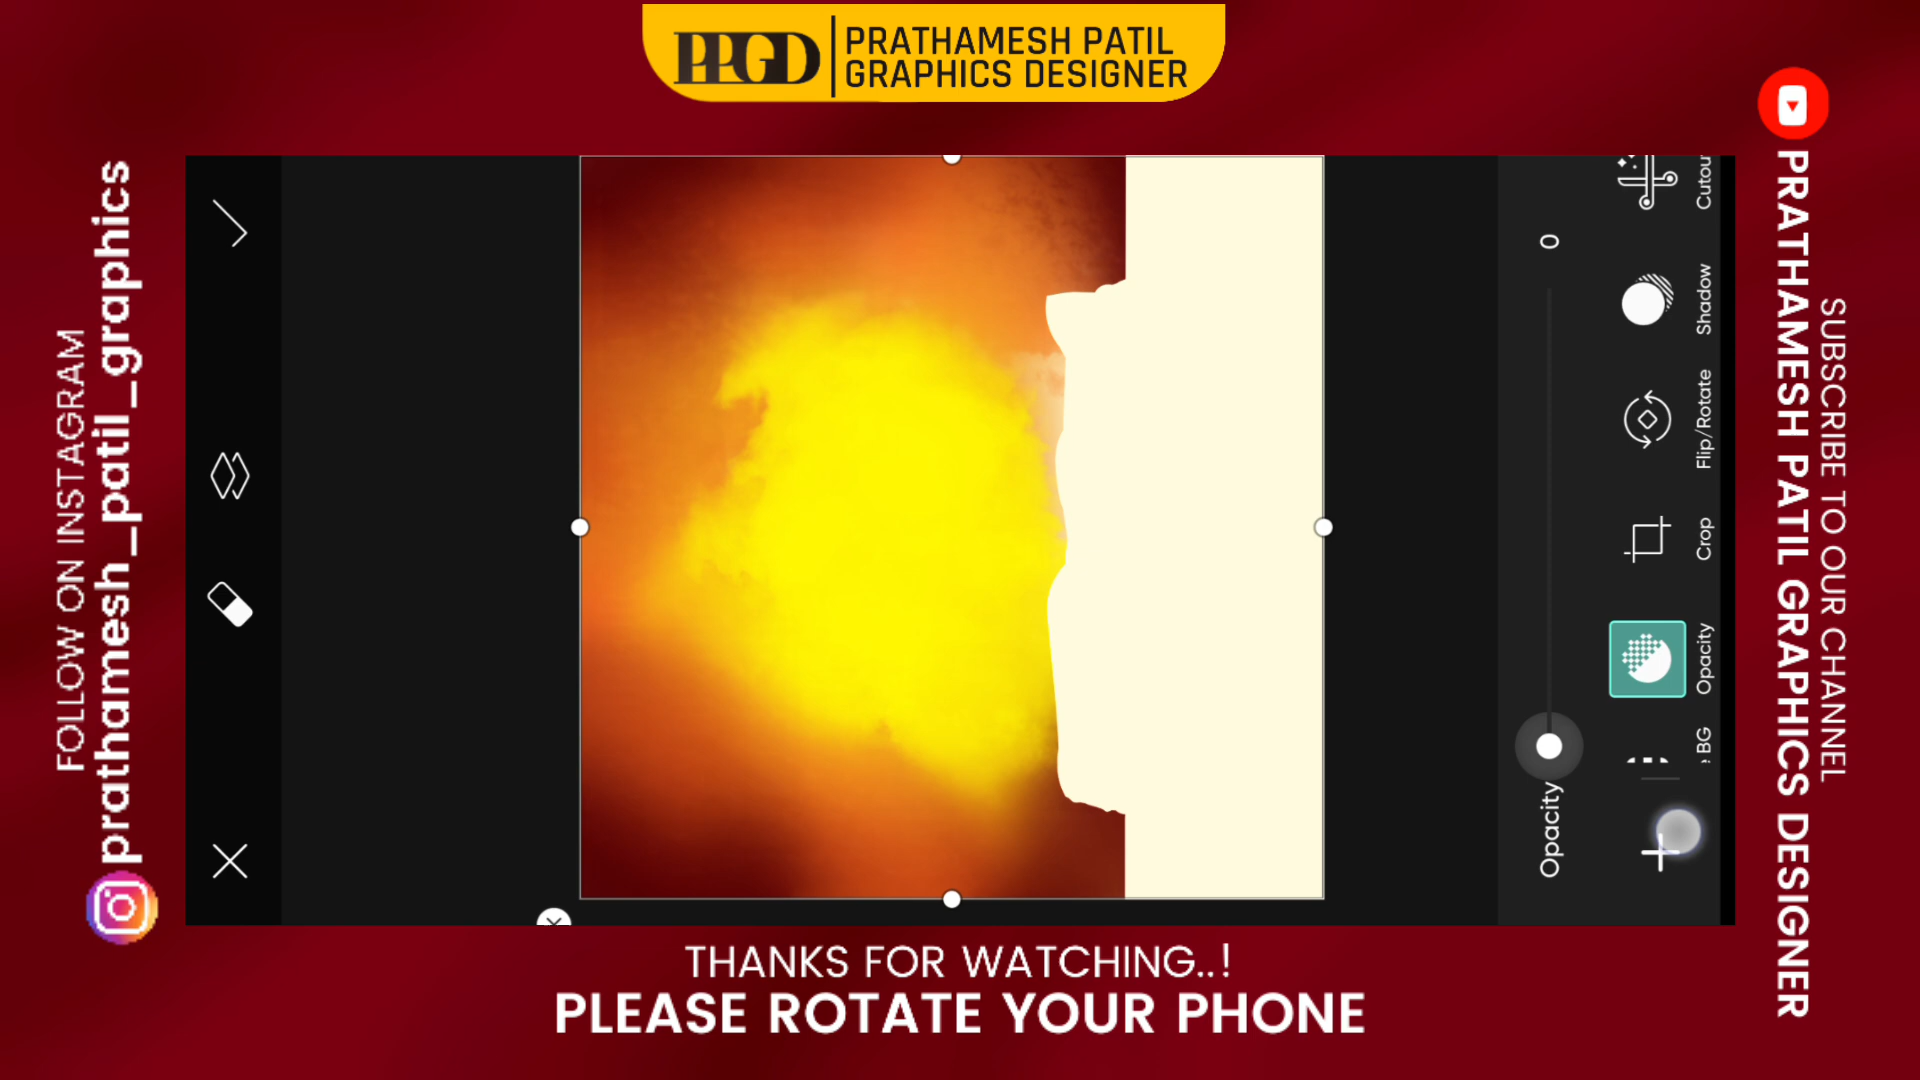 PPGD
PRATHAMESH PATIL
GRAPHICS DESIGNER
FOLLOW ON INSTAGRAM
prathamesh_patil_graphics
SUBSCRIBE TO OUR CHANNEL
PRATHAMESH PATIL GRAPHICS DESIGNER
Opacity
0
BG
Opacity
Crop
Flip/Rotate
Shadow
Cutou
THANKS FOR WATCHING..!
PLEASE ROTATE YOUR PHONE